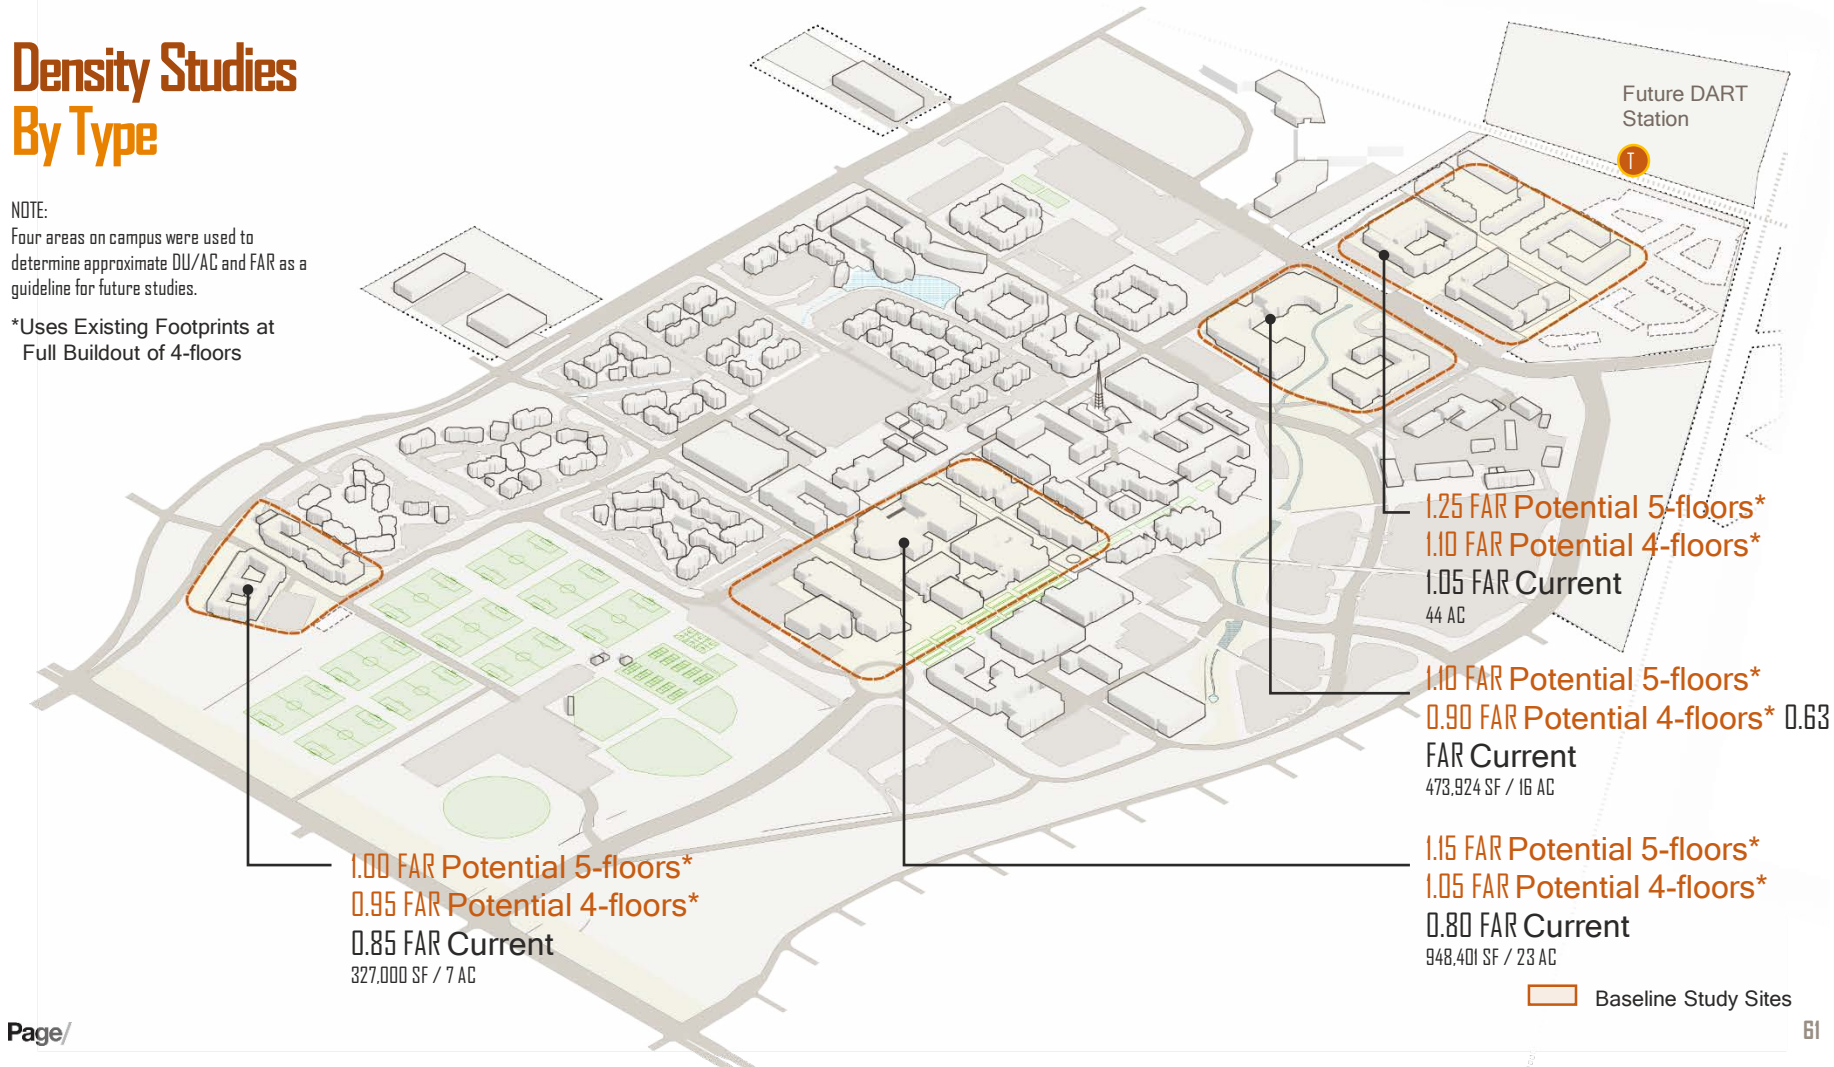 Density Studies
By Type
NOTE:
Four areas on campus were used to
determine approximate DU/AC and FAR as a
guideline for future studies.
*Uses Existing Footprints at
Full Buildout of 4-floors
Future DART
Station
T
1.25 FAR Potential 5-floors*
1.10 FAR Potential 4-floors*
1.05 FAR Current
44 AC
1.10 FAR Potential 5-floors*
0.90 FAR Potential 4-floors* 0.63
FAR Current
473,924 SF / 16 AC
1.15 FAR Potential 5-floors*
1.05 FAR Potential 4-floors*
0.80 FAR Current
948,401 SF / 23 AC
1.00 FAR Potential 5-floors*
0.95 FAR Potential 4-floors*
0.85 FAR Current
327,000 SF / 7 AC
Baseline Study Sites
Page/
61